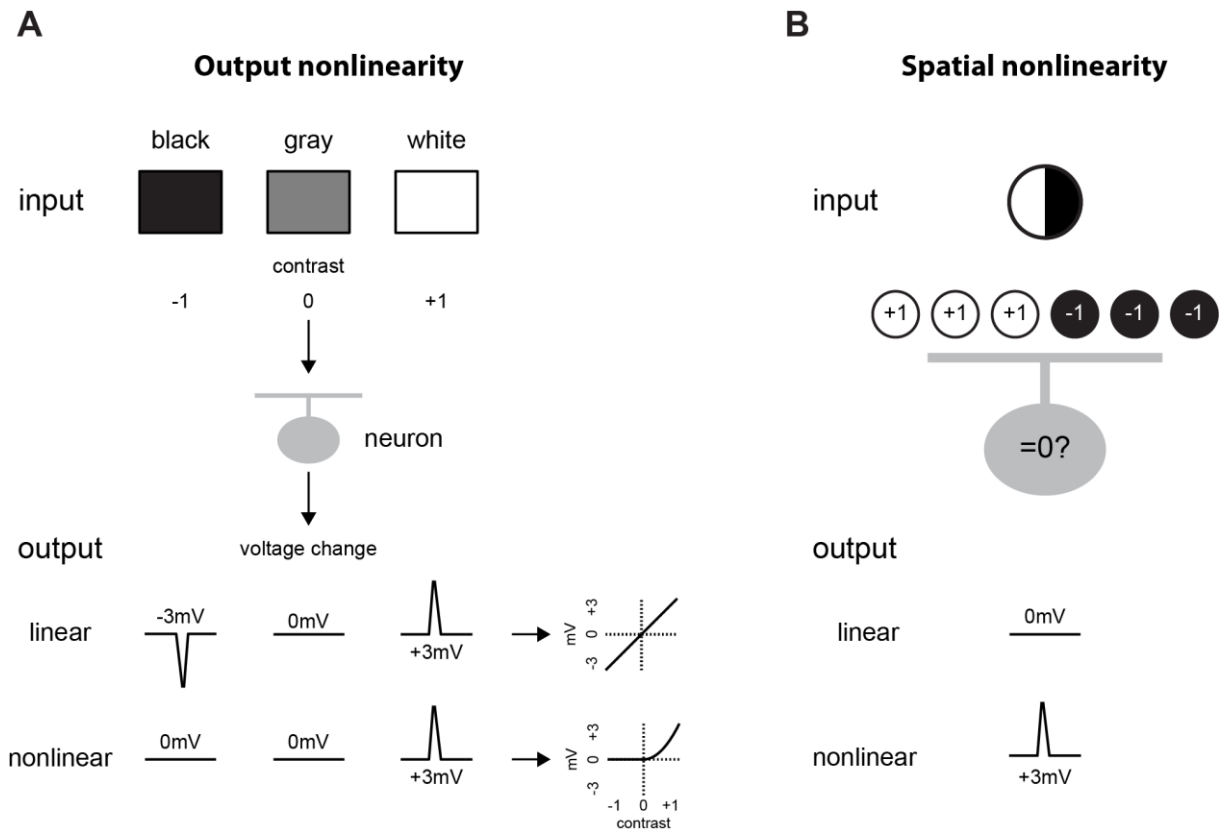 A
Output nonlinearity
black gray white
input
contrast
-1 0 +1
neuron
output
voltage change
linear
-3mV 0mV +3mV
mV
-3 0 +3
nonlinear
0mV 0mV +3mV
mV
-3 0 +3
-1 0 +1
contrast
B
Spatial nonlinearity
input
+1 +1 +1 -1 -1 -1
=0?
output
linear
0mV
nonlinear
+3mV